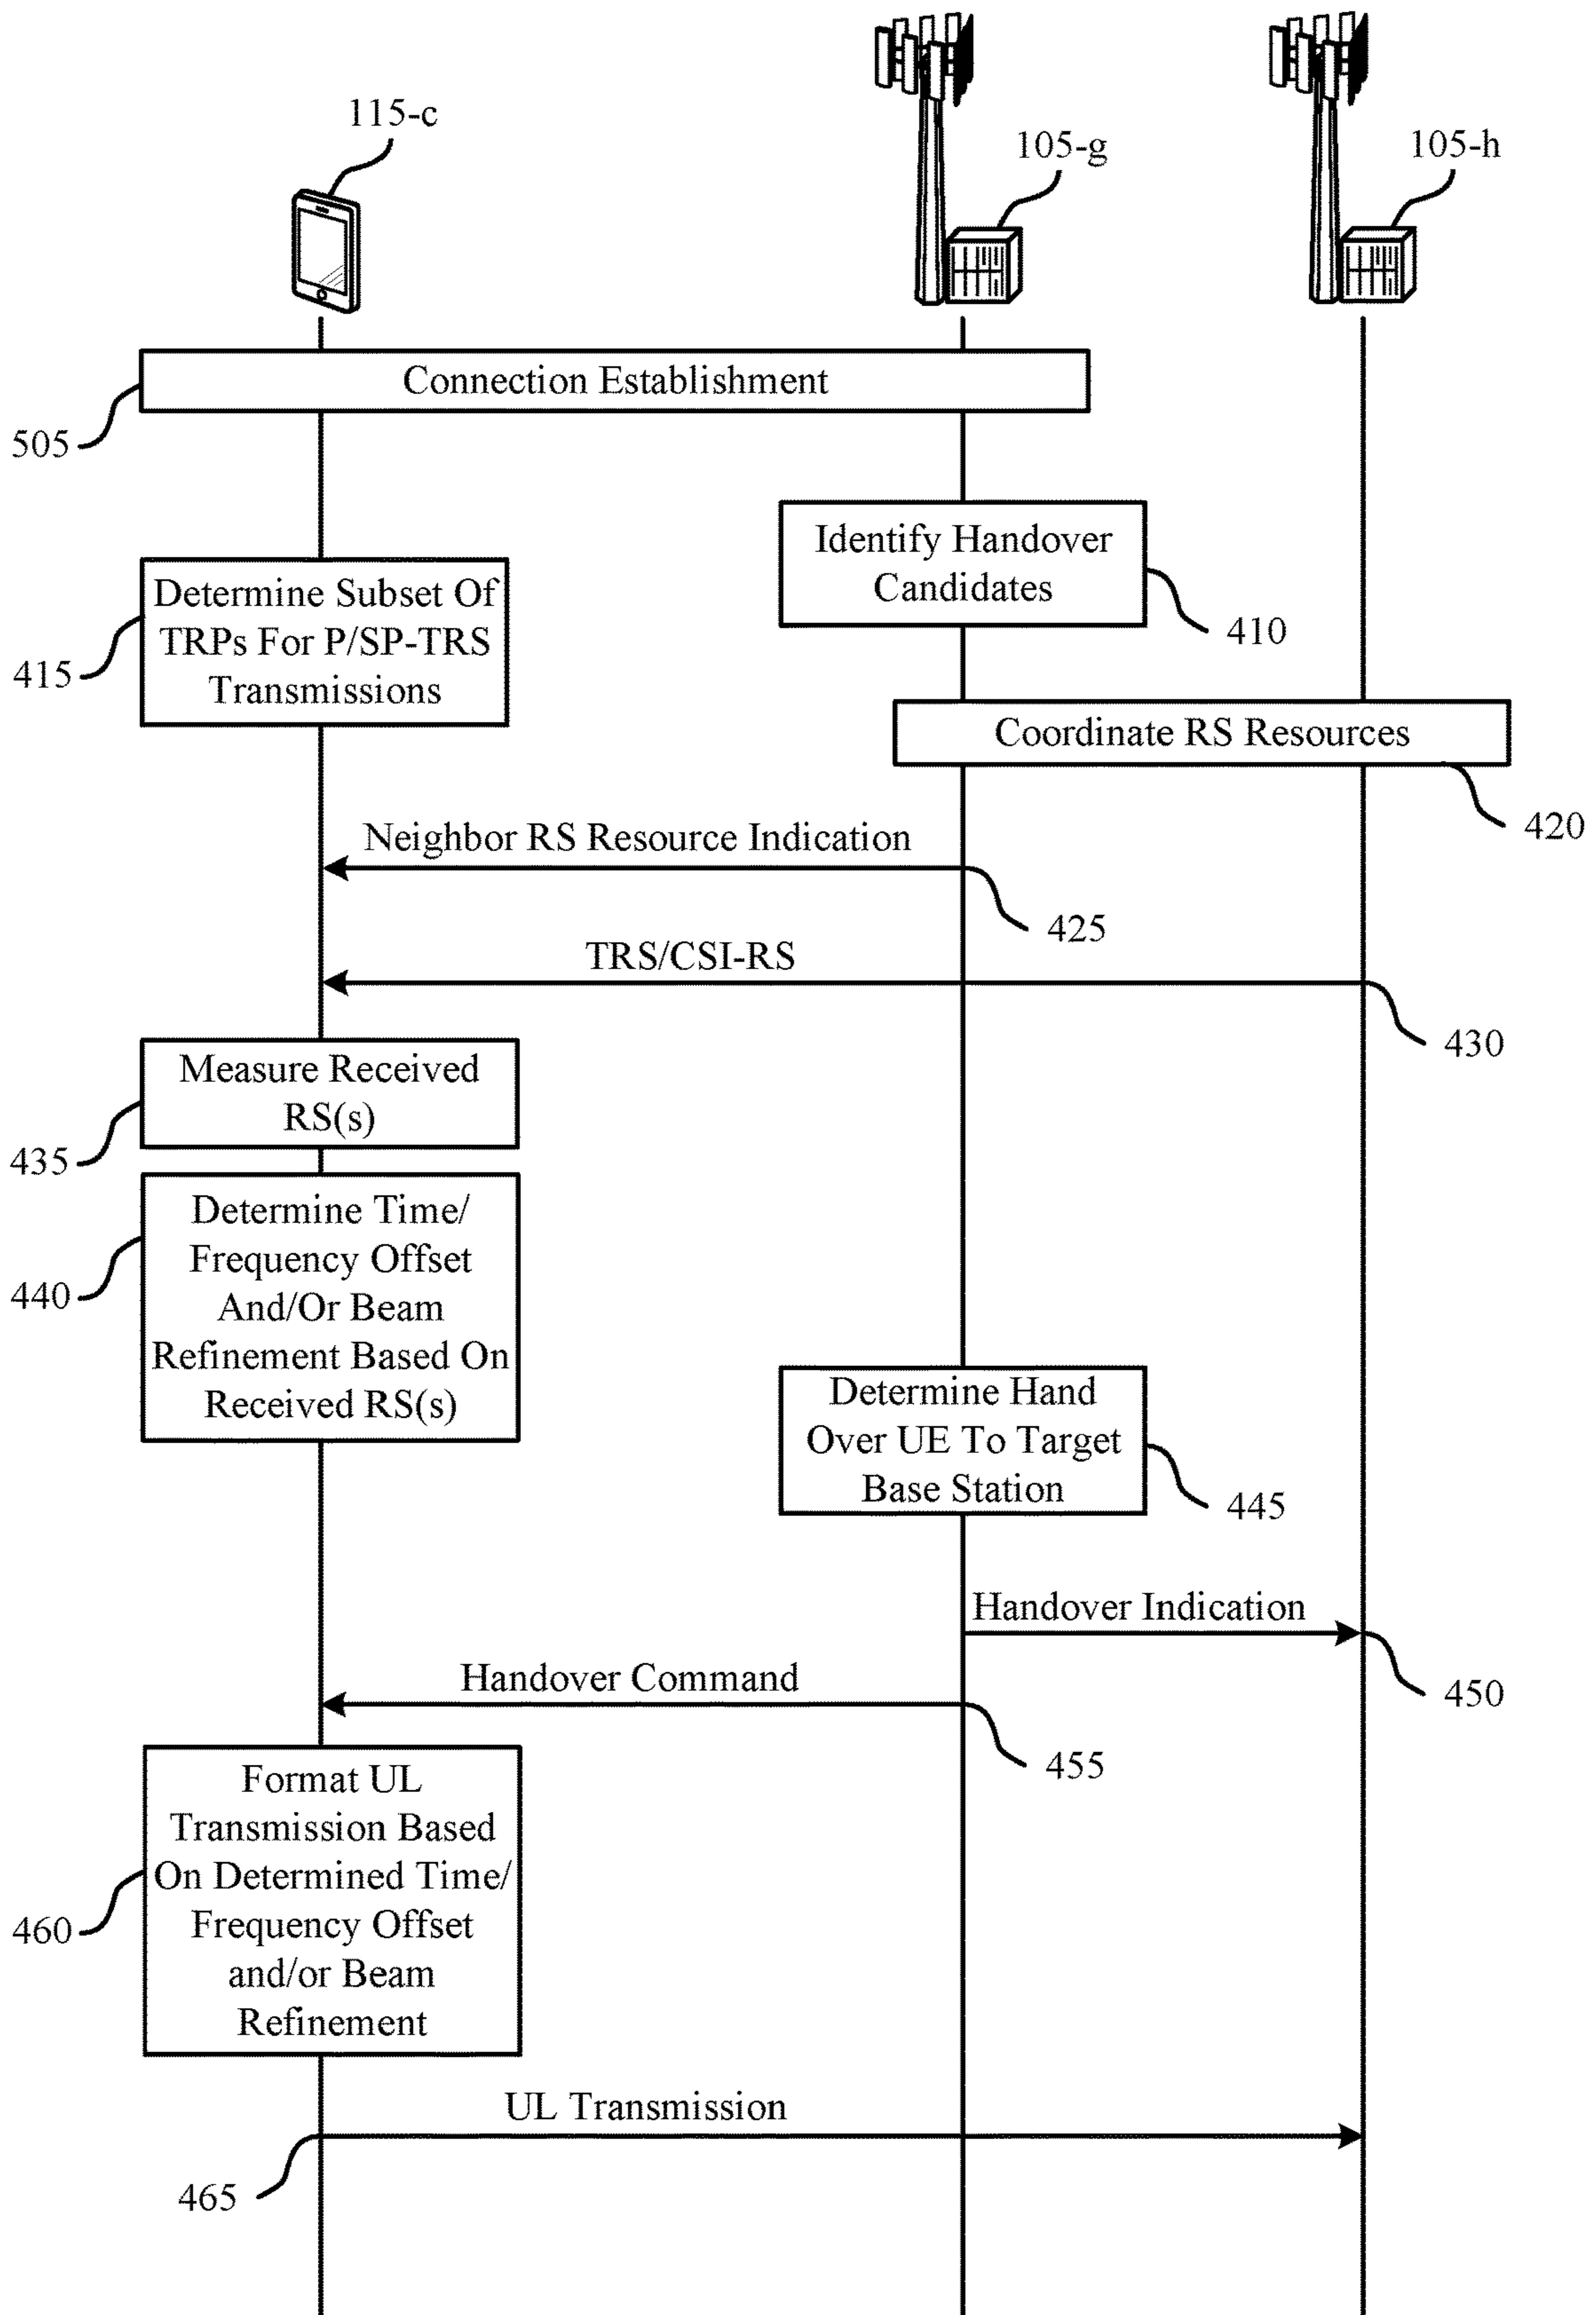 115-c
105-g
105-h
Connection Establishment
505
Identify Handover
Candidates
410
Determine Subset Of
TRPs For P/SP-TRS
Transmissions
415
Coordinate RS Resources
420
Neighbor RS Resource Indication
425
TRS/CSI-RS
430
Measure Received
RS(s)
435
Determine Time/
Frequency Offset
And/Or Beam
Refinement Based On
Received RS(s)
440
Determine Hand
Over UE To Target
Base Station
445
Handover Indication
450
Handover Command
455
Format UL
Transmission Based
On Determined Time/
Frequency Offset
and/or Beam
Refinement
460
UL Transmission
465